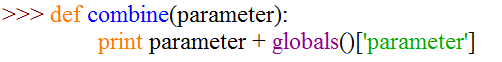 >>> def combine(parameter):
print parameter + globals()['parameter']